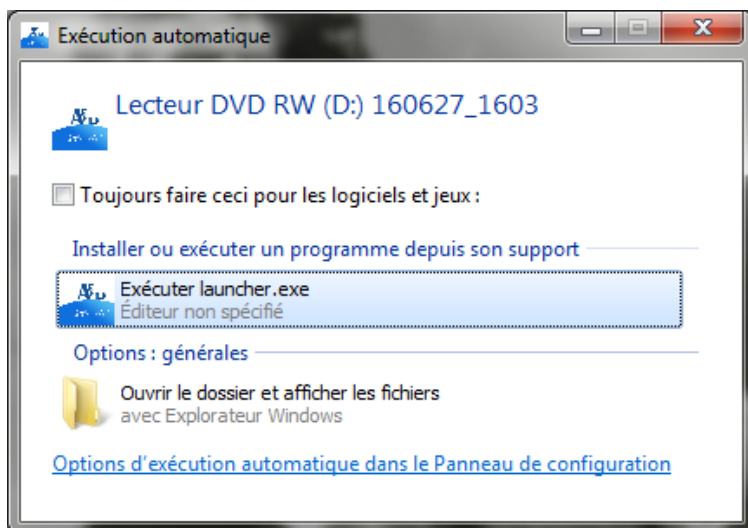 Exécution automatique
Lecteur DVD RW (D:) 160627_1603
Toujours faire ceci pour les logiciels et jeux :
Installer ou exécuter un programme depuis son support
Exécuter launcher.exe
Éditeur non spécifié
Options : générales
Ouvrir le dossier et afficher les fichiers
avec Explorateur Windows
Options d'exécution automatique dans le Panneau de configuration